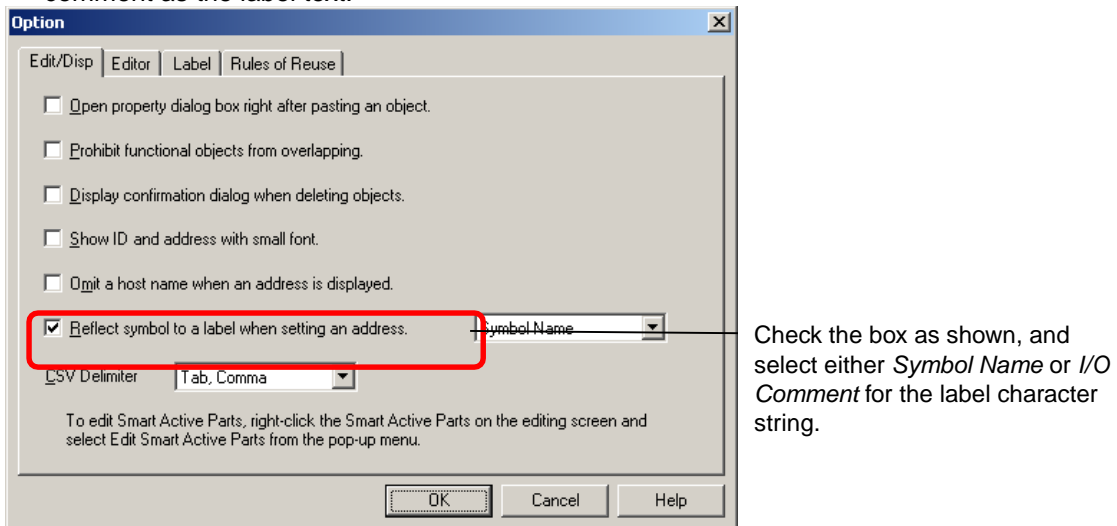 comment as the label text.
Option
Edit/Disp Editor Label Rules of Reuse
Open property dialog box right after pasting an object.
Prohibit functional objects from overlapping.
Display confirmation dialog when deleting objects.
Show ID and address with small font.
Omit a host name when an address is displayed.
Reflect symbol to a label when setting an address. Symbol Name
CSV Delimiter Tab, Comma
To edit Smart Active Parts, right-click the Smart Active Parts on the editing screen and
select Edit Smart Active Parts from the pop-up menu.
OK Cancel Help
Check the box as shown, and
select either Symbol Name or I/O
Comment for the label character
string.